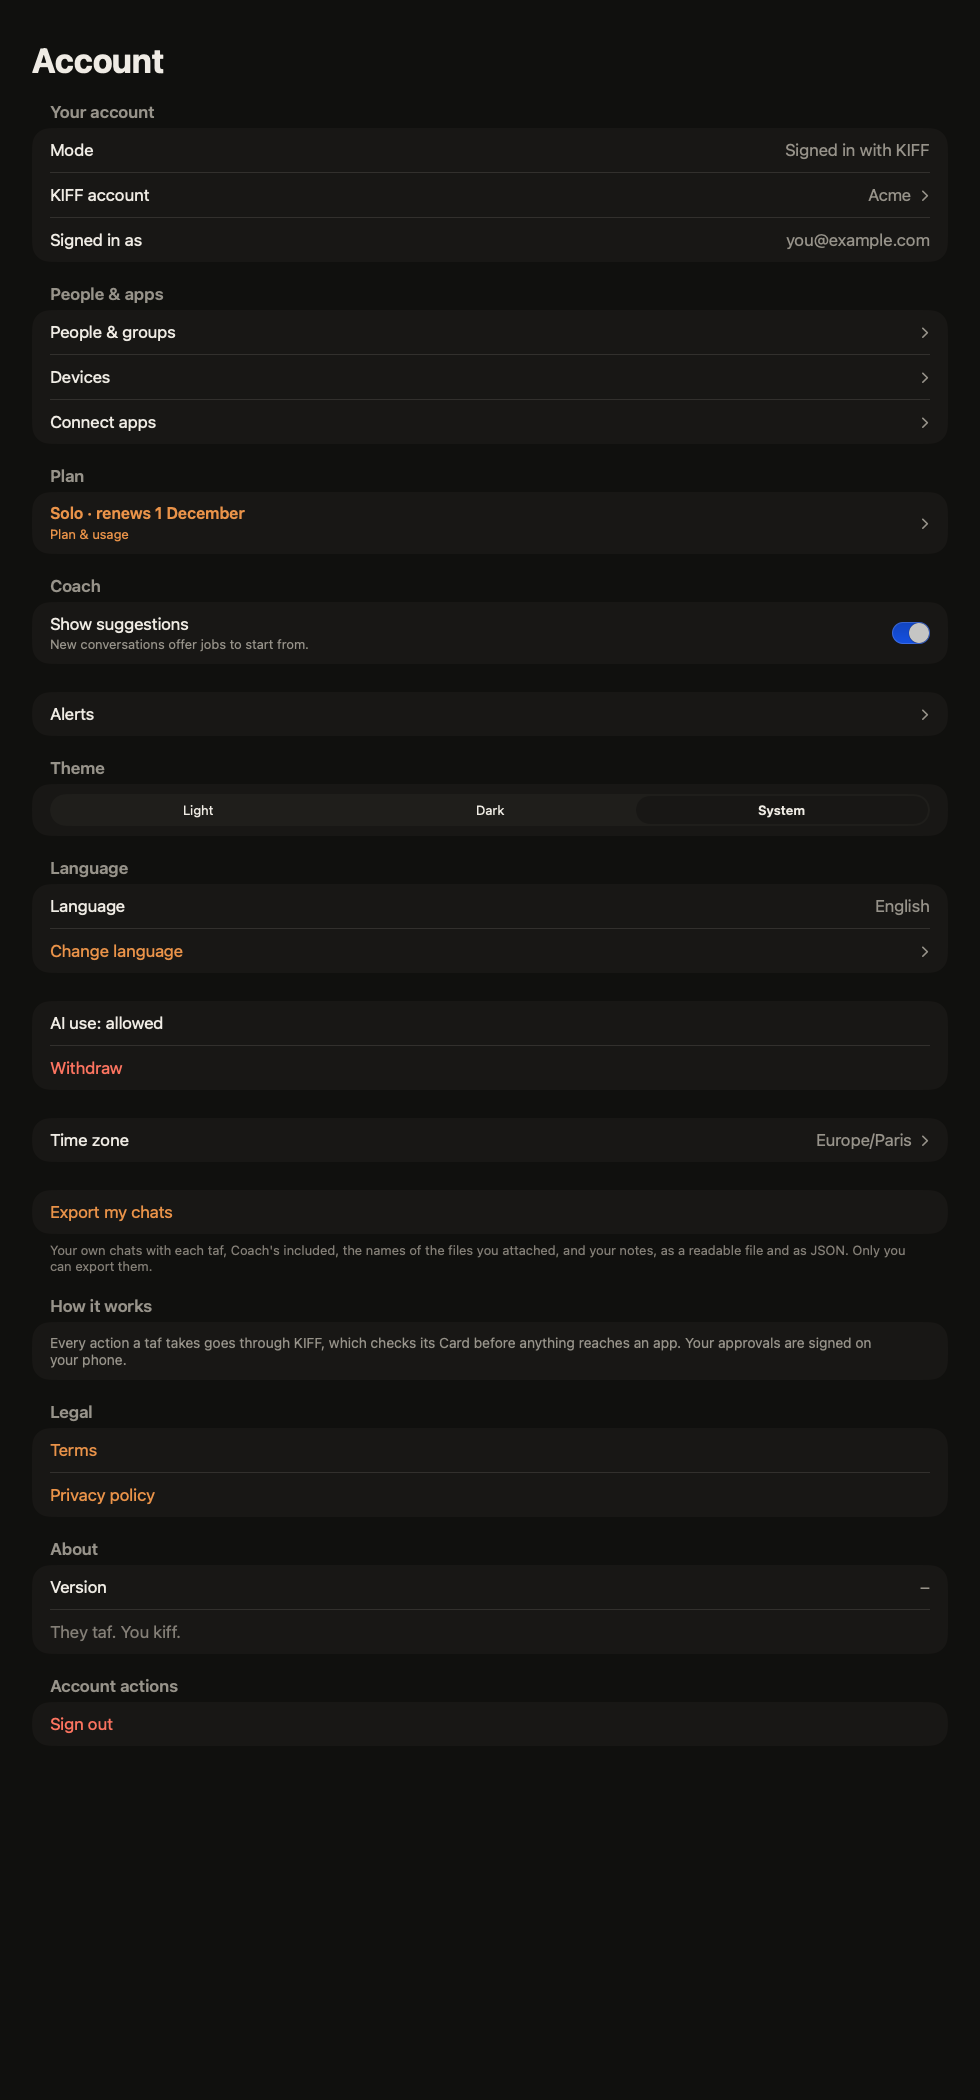 Account
Your account
Mode
Signed in with KIFF
KIFF account
Acme
Signed in as
you@example.com
People & apps
People & groups
Devices
Connect apps
Plan
Solo · renews 1 December
Plan & usage
Coach
Show suggestions
New conversations offer jobs to start from.
Alerts
Theme
Light
Dark
System
Language
Language
English
Change language
AI use: allowed
Withdraw
Time zone
Europe/Paris
Export my chats
Your own chats with each taf, Coach's included, the names of the files you attached, and your notes, as a readable file and as JSON. Only you
can export them.
How it works
Every action a taf takes goes through KIFF, which checks its Card before anything reaches an app. Your approvals are signed on
your phone.
Legal
Terms
Privacy policy
About
Version
–
They taf. You kiff.
Account actions
Sign out